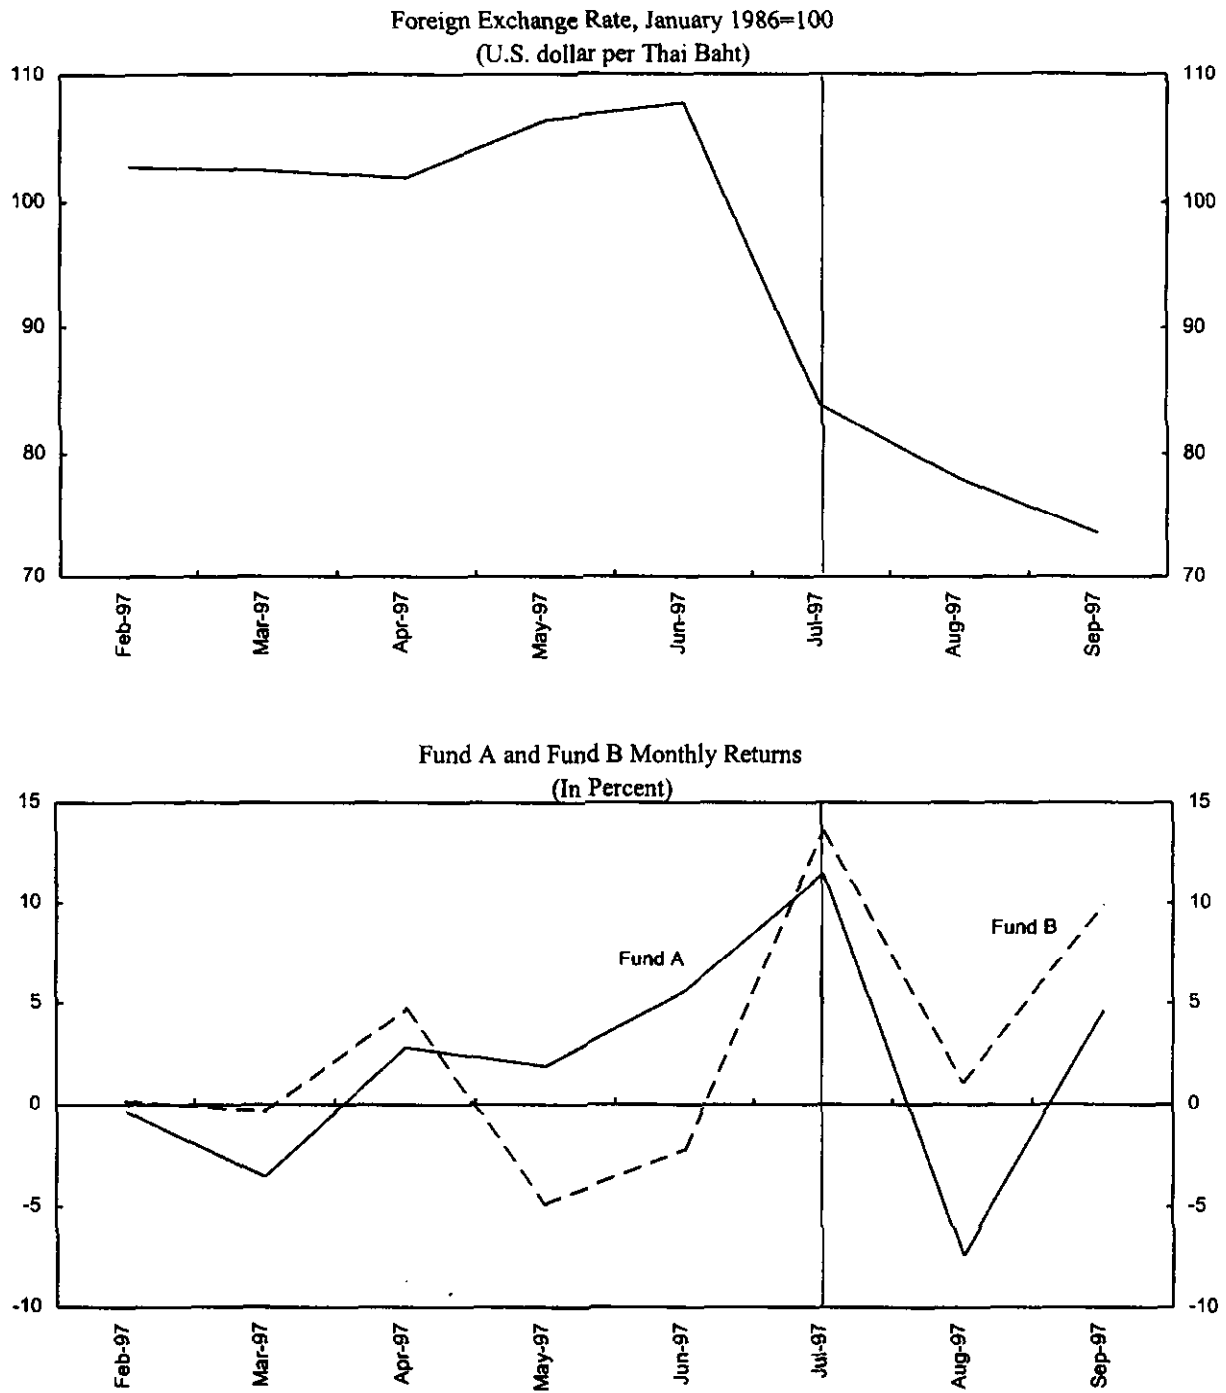 Foreign Exchange Rate, January 1986=100
(U.S. dollar per Thai Baht)
110 110
100 100
90 90
80 80
70 70
Feb-97 Mar-97 Apr-97 May-97 Jun-97 Jul-97 Aug-97 Sep-97
Fund A and Fund B Monthly Returns
(In Percent)
15 15
10 10
Fund B
Fund A
5 5
0 0
-5 -5
-10 -10
Feb-97 Mar-97 Apr-97 May-97 Jun-97 Jul-97 Aug-97 Sep-97